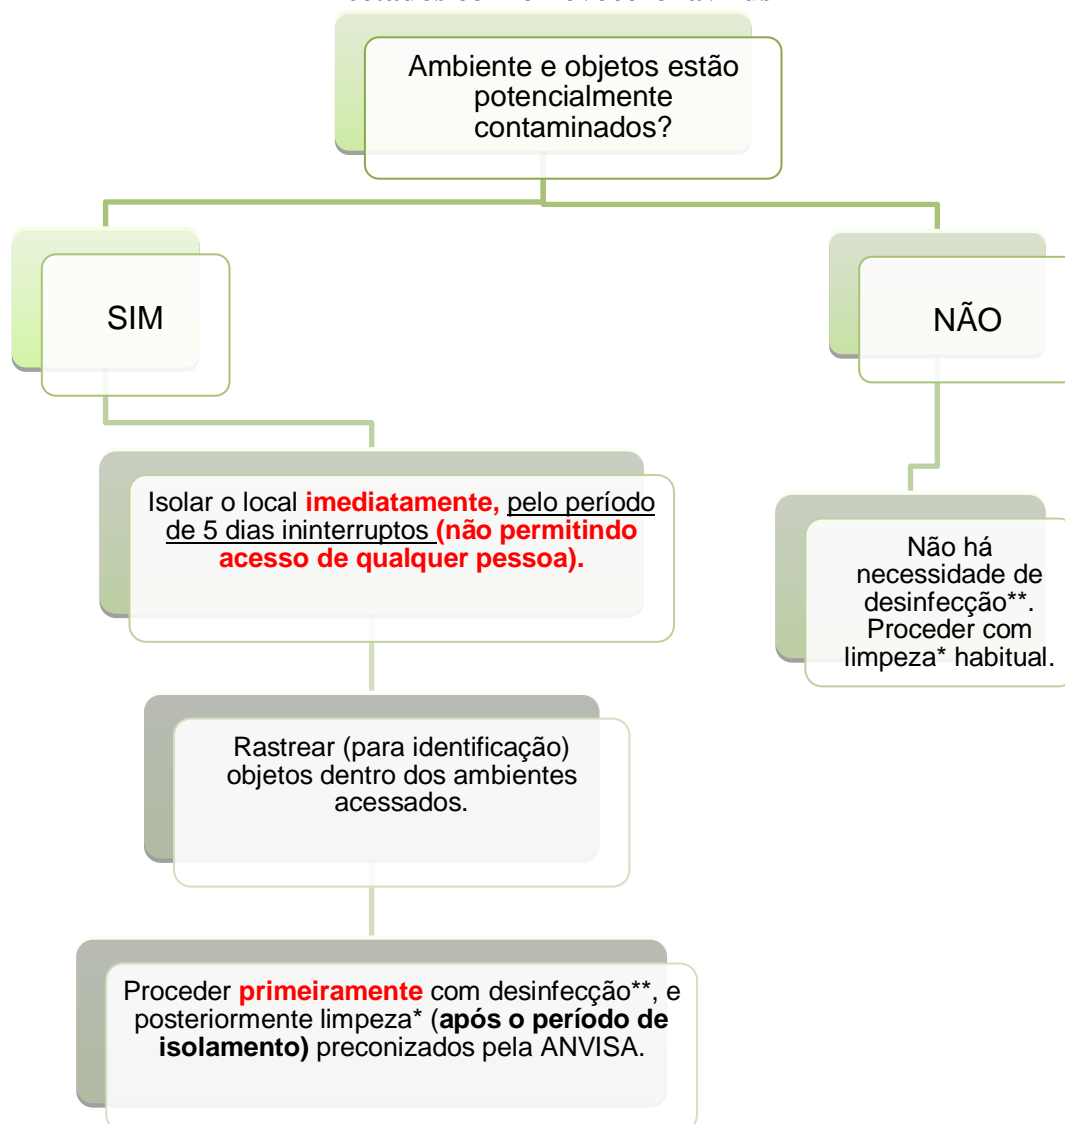 Ambiente e objetos estão
potencialmente
contaminados?
SIM
NÃO
Isolar o local imediatamente, pelo período
de 5 dias ininterruptos (não permitindo
acesso de qualquer pessoa).
Não há
necessidade de
desinfecção**.
Proceder com
limpeza* habitual.
Rastrear (para identificação)
objetos dentro dos ambientes
acessados.
Proceder primeiramente com desinfecção**, e
posteriormente limpeza* (após o período de
isolamento) preconizados pela ANVISA.